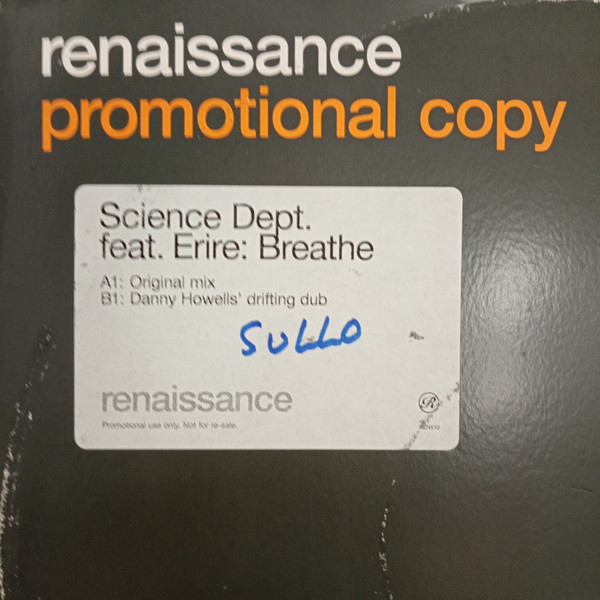 renaissance
promotional copy
Science Dept.
feat. Erire: Breathe
A1: Original mix
B1: Danny Howells' drifting dub
SULLO
renaissance
Promotional use only. Not for re-sale.
R